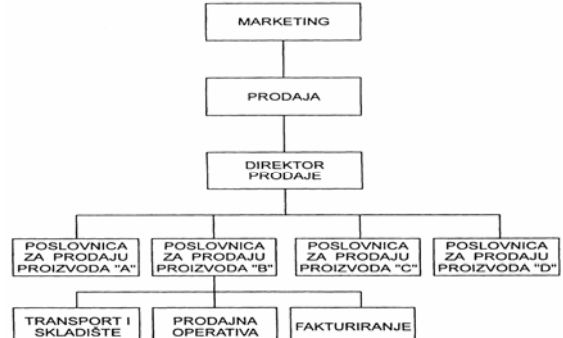 MARKETING
PRODAJA
DIREKTOR
PRODAJE
POSLOVNICA
ZA PRODAJU
PROIZVODA "A"
POSLOVNICA
ZA PRODAJU
PROIZVODA "B"
POSLOVNICA
ZA PRODAJU
PROIZVODA "C"
POSLOVNICA
ZA PRODAJU
PROIZVODA "D"
TRANSPORT I
SKLADIŠTE
PRODAJNA
OPERATIVA
FAKTURIRANJE